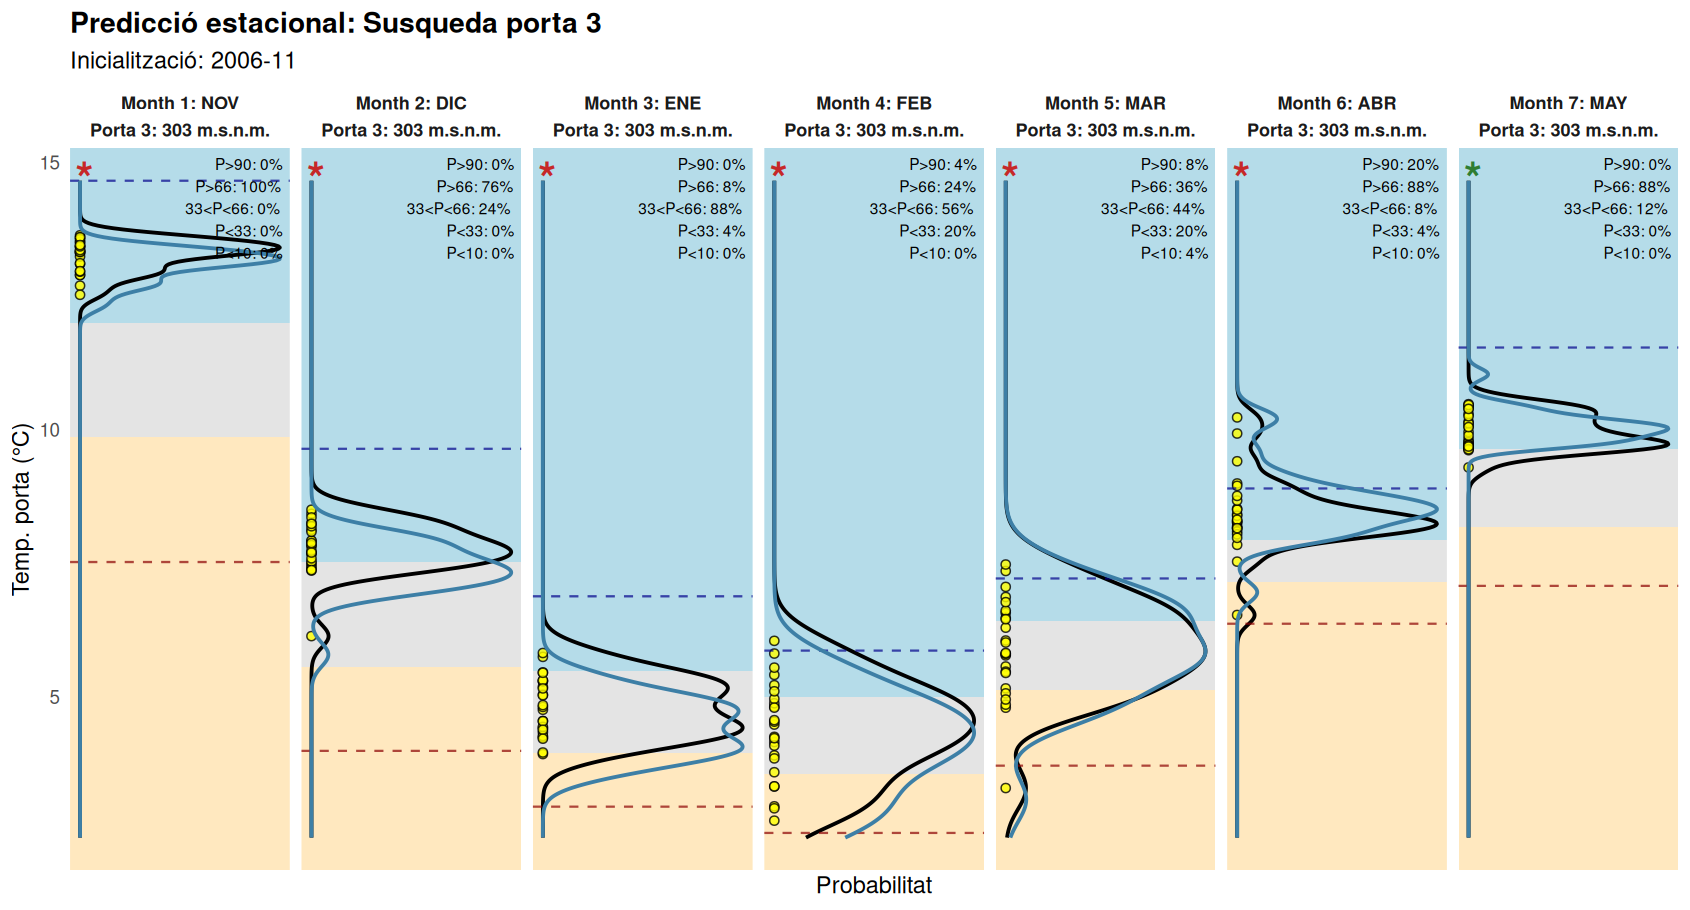 Predicció estacional: Susqueda porta 3
Inicialització: 2006-11
Month 1: NOV
Porta 3: 303 m.s.n.m.
P>90: 0%
P>66: 100%
33<P<66: 0%
P<33: 0%
P<10: 0%
Month 2: DIC
Porta 3: 303 m.s.n.m.
P>90: 0%
P>66: 76%
33<P<66: 24%
P<33: 0%
P<10: 0%
Month 3: ENE
Porta 3: 303 m.s.n.m.
P>90: 0%
P>66: 8%
33<P<66: 88%
P<33: 4%
P<10: 0%
Month 4: FEB
Porta 3: 303 m.s.n.m.
P>90: 4%
P>66: 24%
33<P<66: 56%
P<33: 20%
P<10: 0%
Month 5: MAR
Porta 3: 303 m.s.n.m.
P>90: 8%
P>66: 36%
33<P<66: 44%
P<33: 20%
P<10: 4%
Month 6: ABR
Porta 3: 303 m.s.n.m.
P>90: 20%
P>66: 88%
33<P<66: 8%
P<33: 4%
P<10: 0%
Month 7: MAY
Porta 3: 303 m.s.n.m.
P>90: 0%
P>66: 88%
33<P<66: 12%
P<33: 0%
P<10: 0%
15
10
5
Temp. porta (°C)
Probabilitat